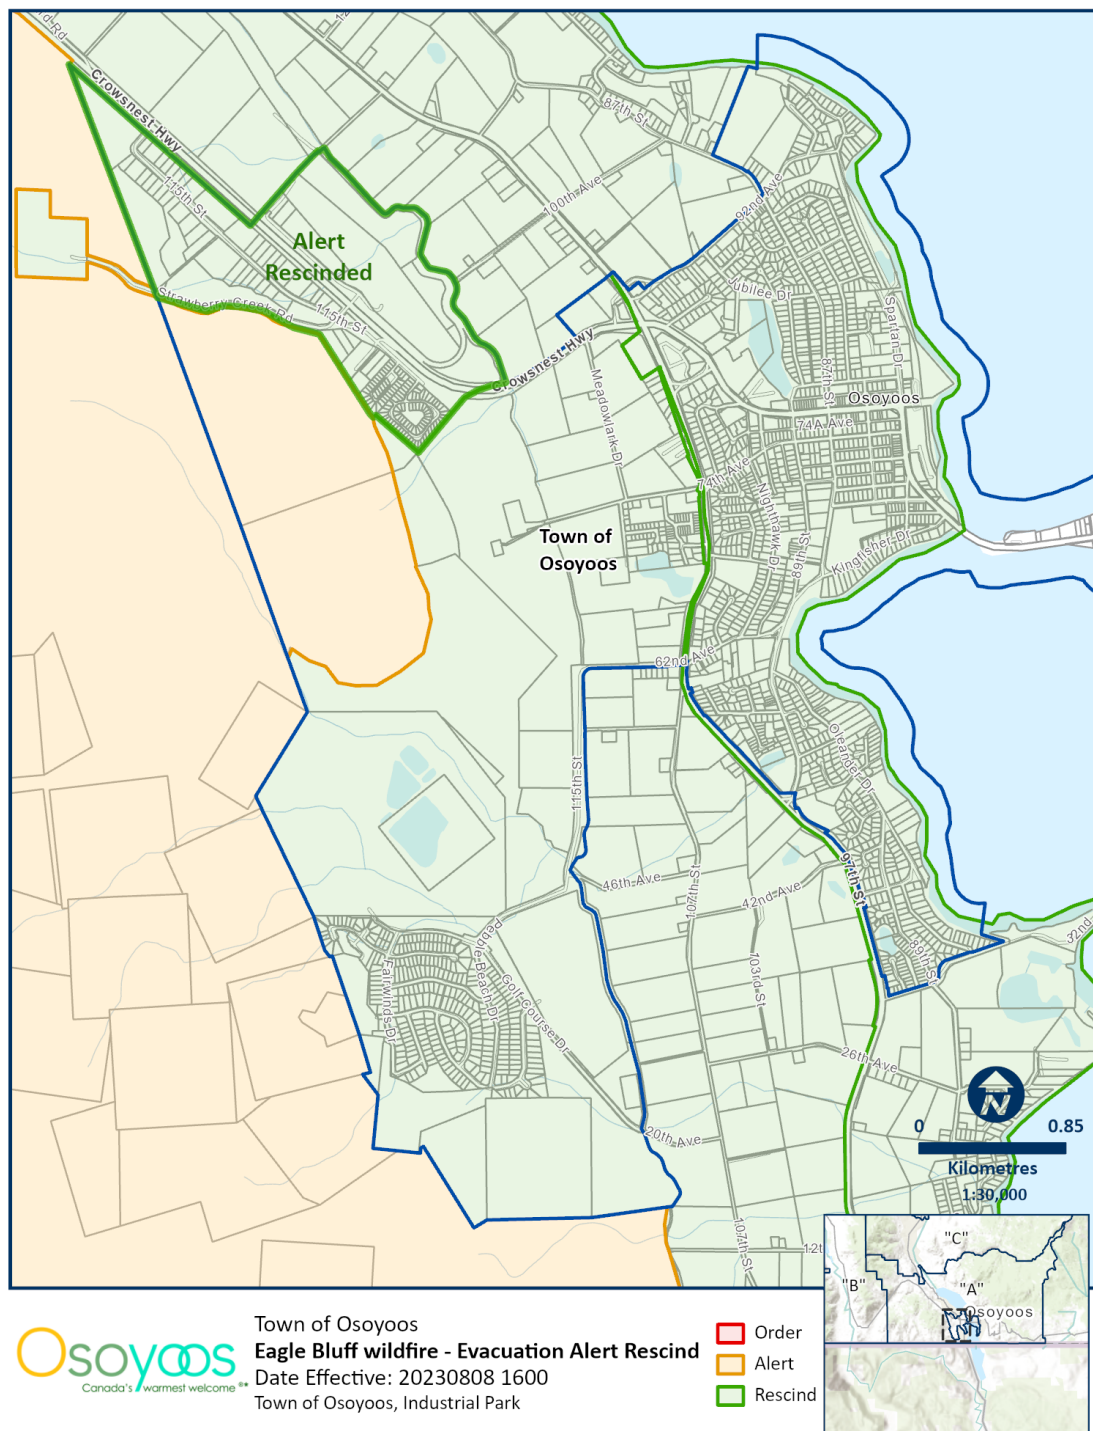 rd Rd
12
Crowsnest Hwy
87th St
115th St
100th Ave
92nd Ave
Alert
Rescinded
Jubilee Dr
Strawberry Creek Rd
115th St
Spartan Dr
Crowsnest Hwy
Meadowlark Dr
87th St
Osoyoos
74A Ave
74th Ave
Nighthawk Dr
Town of
Osoyoos
89th St
Kingfisher Dr
62nd Ave
Oleander Dr
115th St
97th St
46th Ave
107th St
42nd Ave
Pebble Beach Dr
32nd
89th St
Fairwinds Dr
Golf Course Dr
103rd St
26th Ave
N
0 0.85
Kilometres
1:30,000
20th Ave
107th St
12t
"C"
"B"
"A"
Osoyoos
Osoyoos
Canada's warmest welcome
Town of Osoyoos
Eagle Bluff wildfire - Evacuation Alert Rescind
Date Effective: 20230808 1600
Town of Osoyoos, Industrial Park
Order
Alert
Rescind